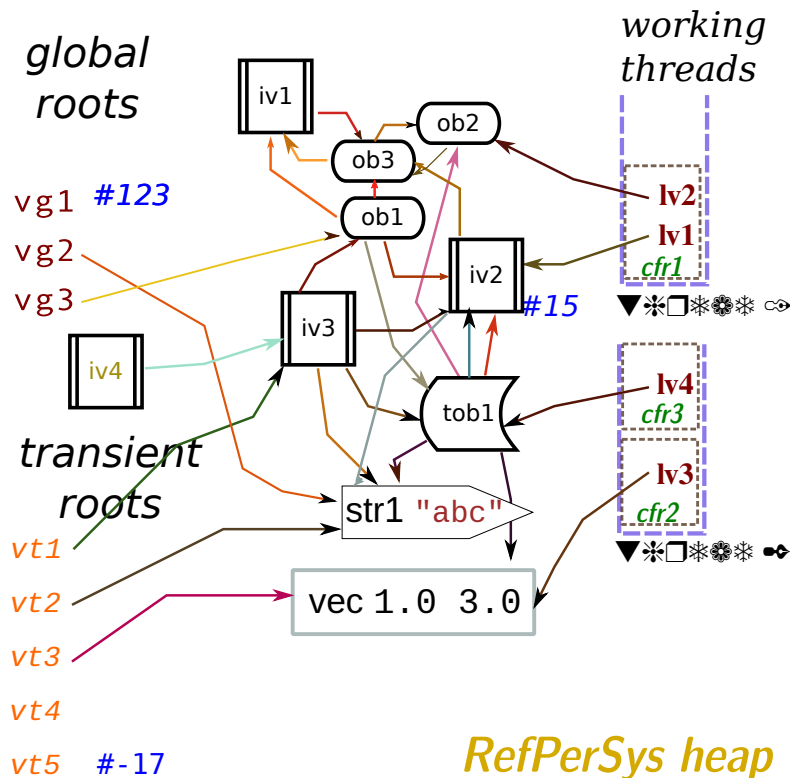 global
roots
working
threads
iv1
ob2
ob3
vg1 #123
ob1
lv2
lv1
cfr1
vg2
vg3
iv2
#15
iv3
iv4
tob1
lv4
cfr3
transient
roots
lv3
cfr2
str1 "abc"
vt1
vt2
vec 1.0 3.0
vt3
vt4
vt5 #-17
RefPerSys heap